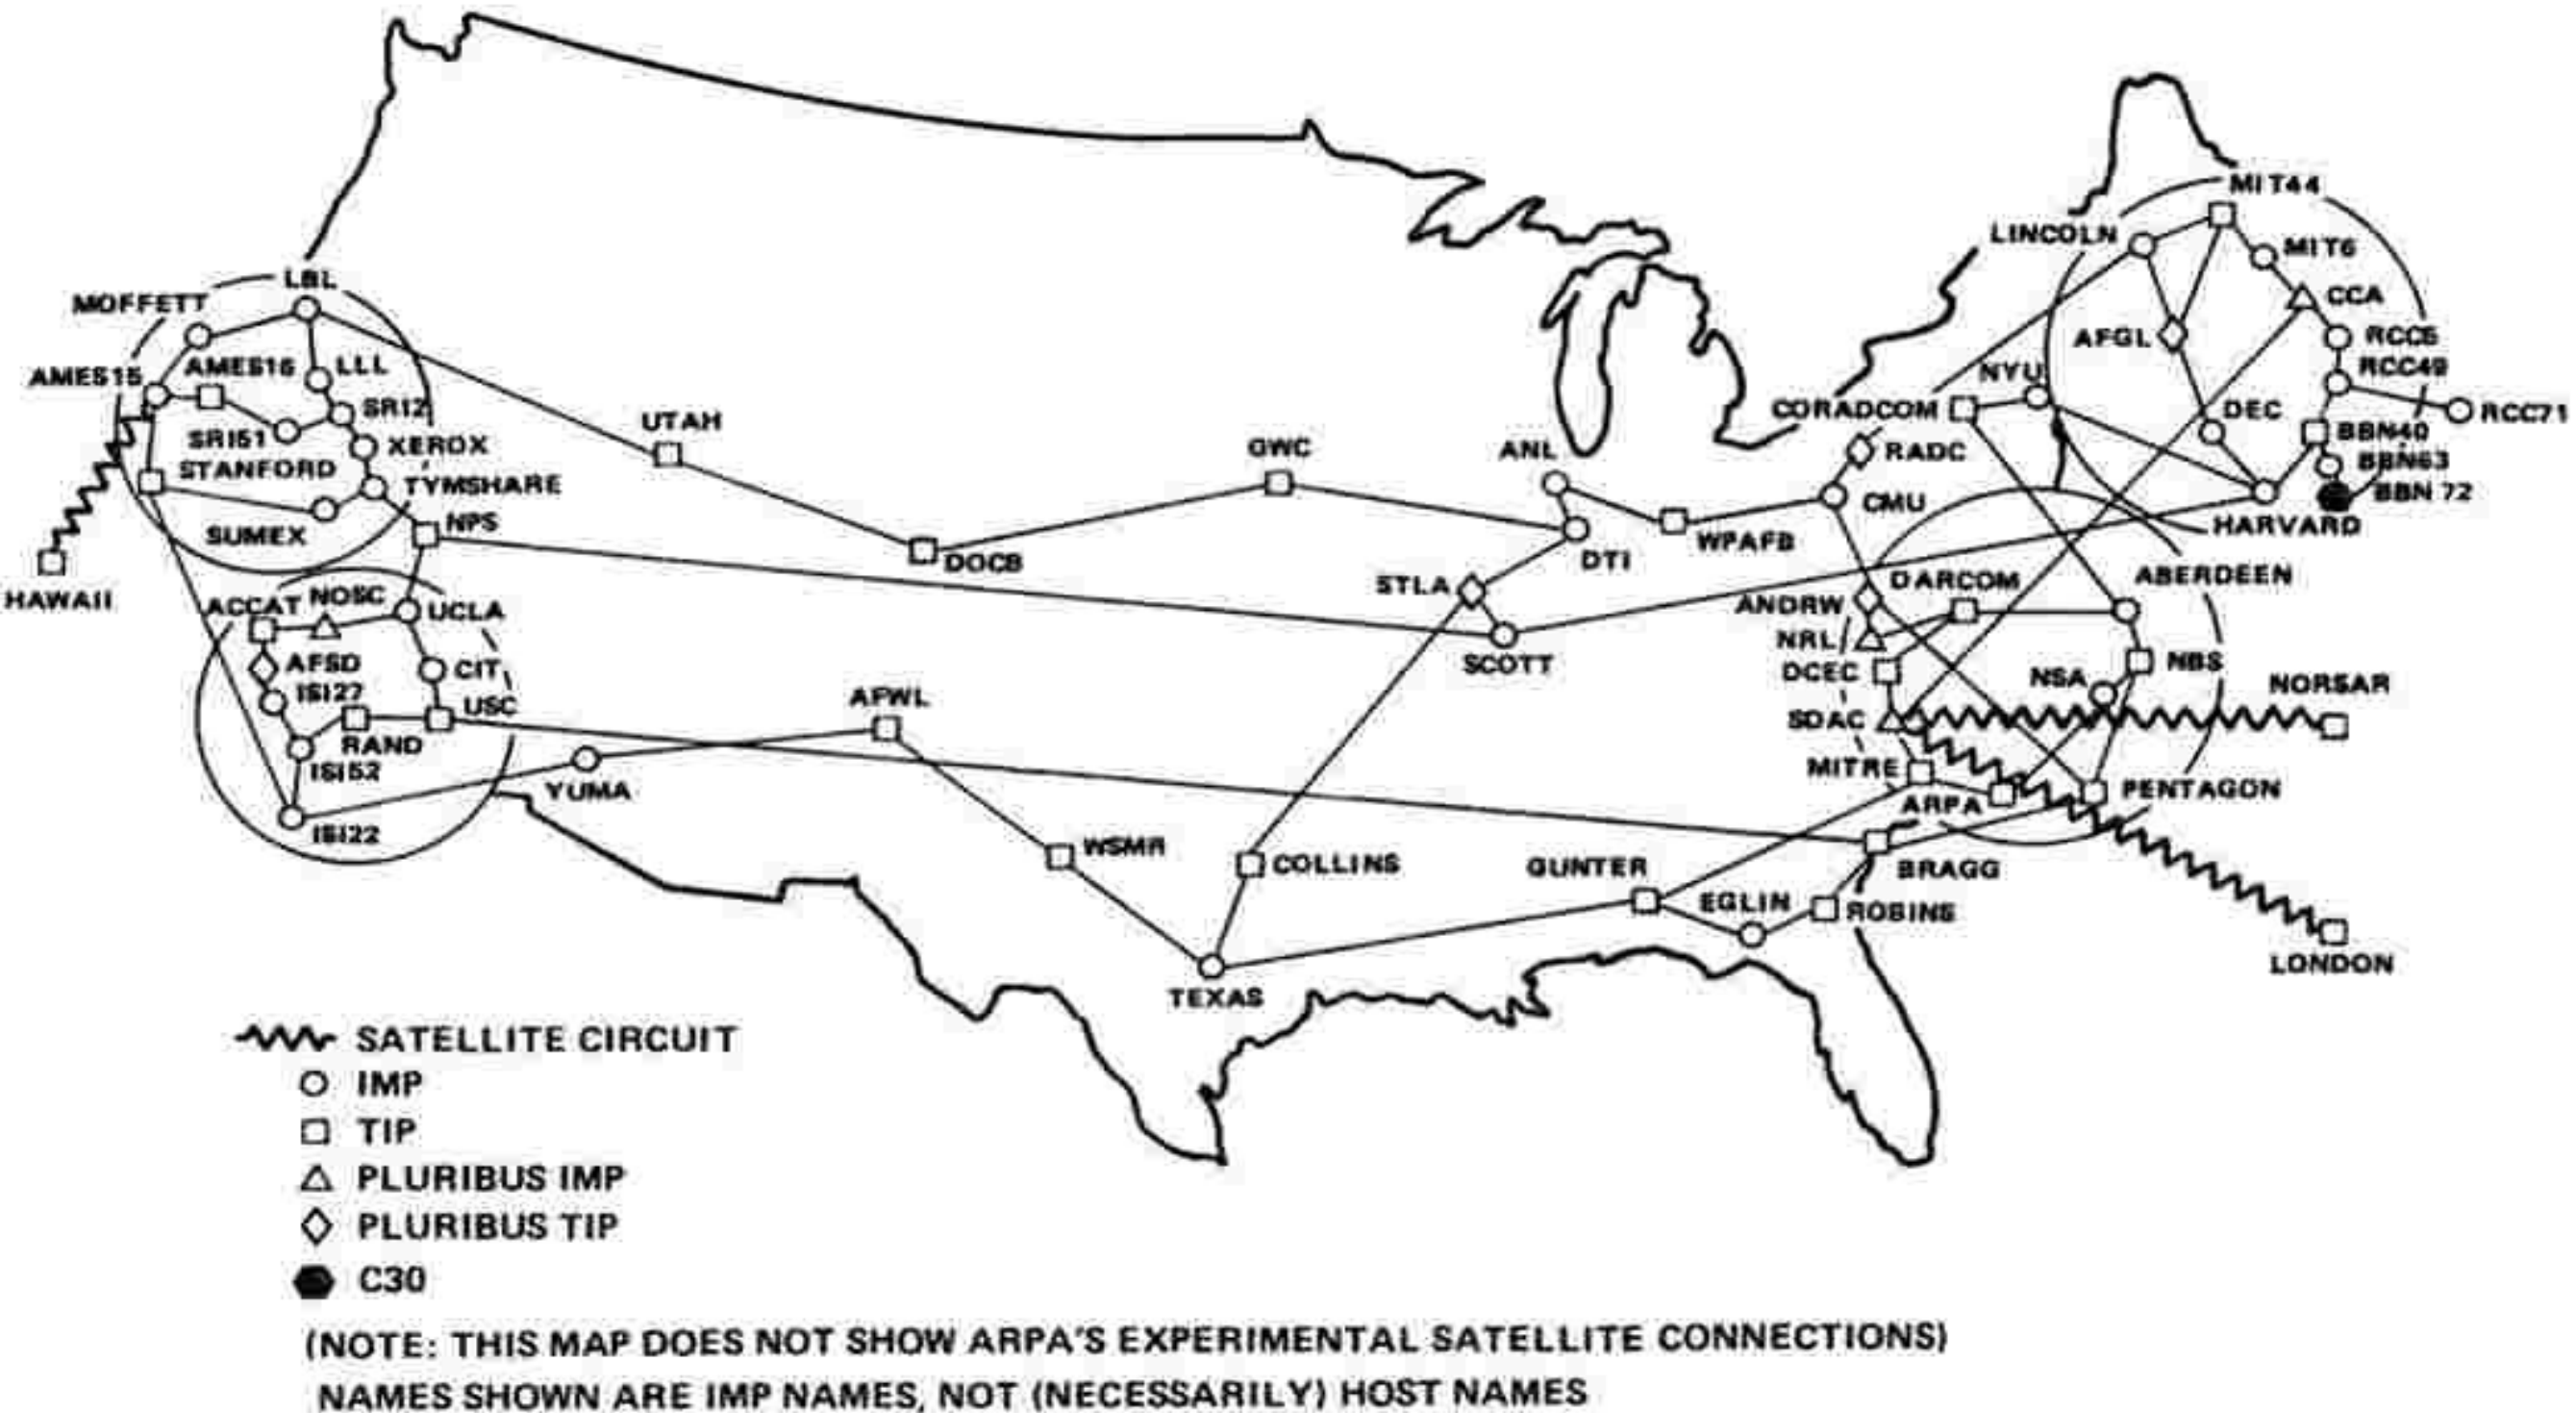 MIT44
LINCOLN
MIT6
LBL
MOFFETT
CCA
AFGL
RCC5
AMES16
LLL
RCC49
AMES15
NYU
SRI2
CORADCOM
DEC
RCC71
UTAH
SRI51
BBN40
XEROX
GWC
ANL
RADC
BBN63
STANFORD
TYMSHARE
BBN 72
CMU
NPS
HARVARD
SUMEX
WPAFB
DOCB
DTI
ABERDEEN
DARCOM
STLA
HAWAII
NOSC
ACCAT
UCLA
ANDRW
NRL
AFSD
CIT
SCOTT
DCEC
NBS
NSA
NORSAR
ISI27
AFWL
USC
SDAC
RAND
MITRE
ISI52
YUMA
PENTAGON
ARPA
ISI22
WSMR
COLLINS
GUNTER
BRAGG
EGLIN
ROBINS
LONDON
TEXAS
SATELLITE CIRCUIT
IMP
TIP
PLURIBUS IMP
PLURIBUS TIP
C30
(NOTE: THIS MAP DOES NOT SHOW ARPA'S EXPERIMENTAL SATELLITE CONNECTIONS)
NAMES SHOWN ARE IMP NAMES, NOT (NECESSARILY) HOST NAMES